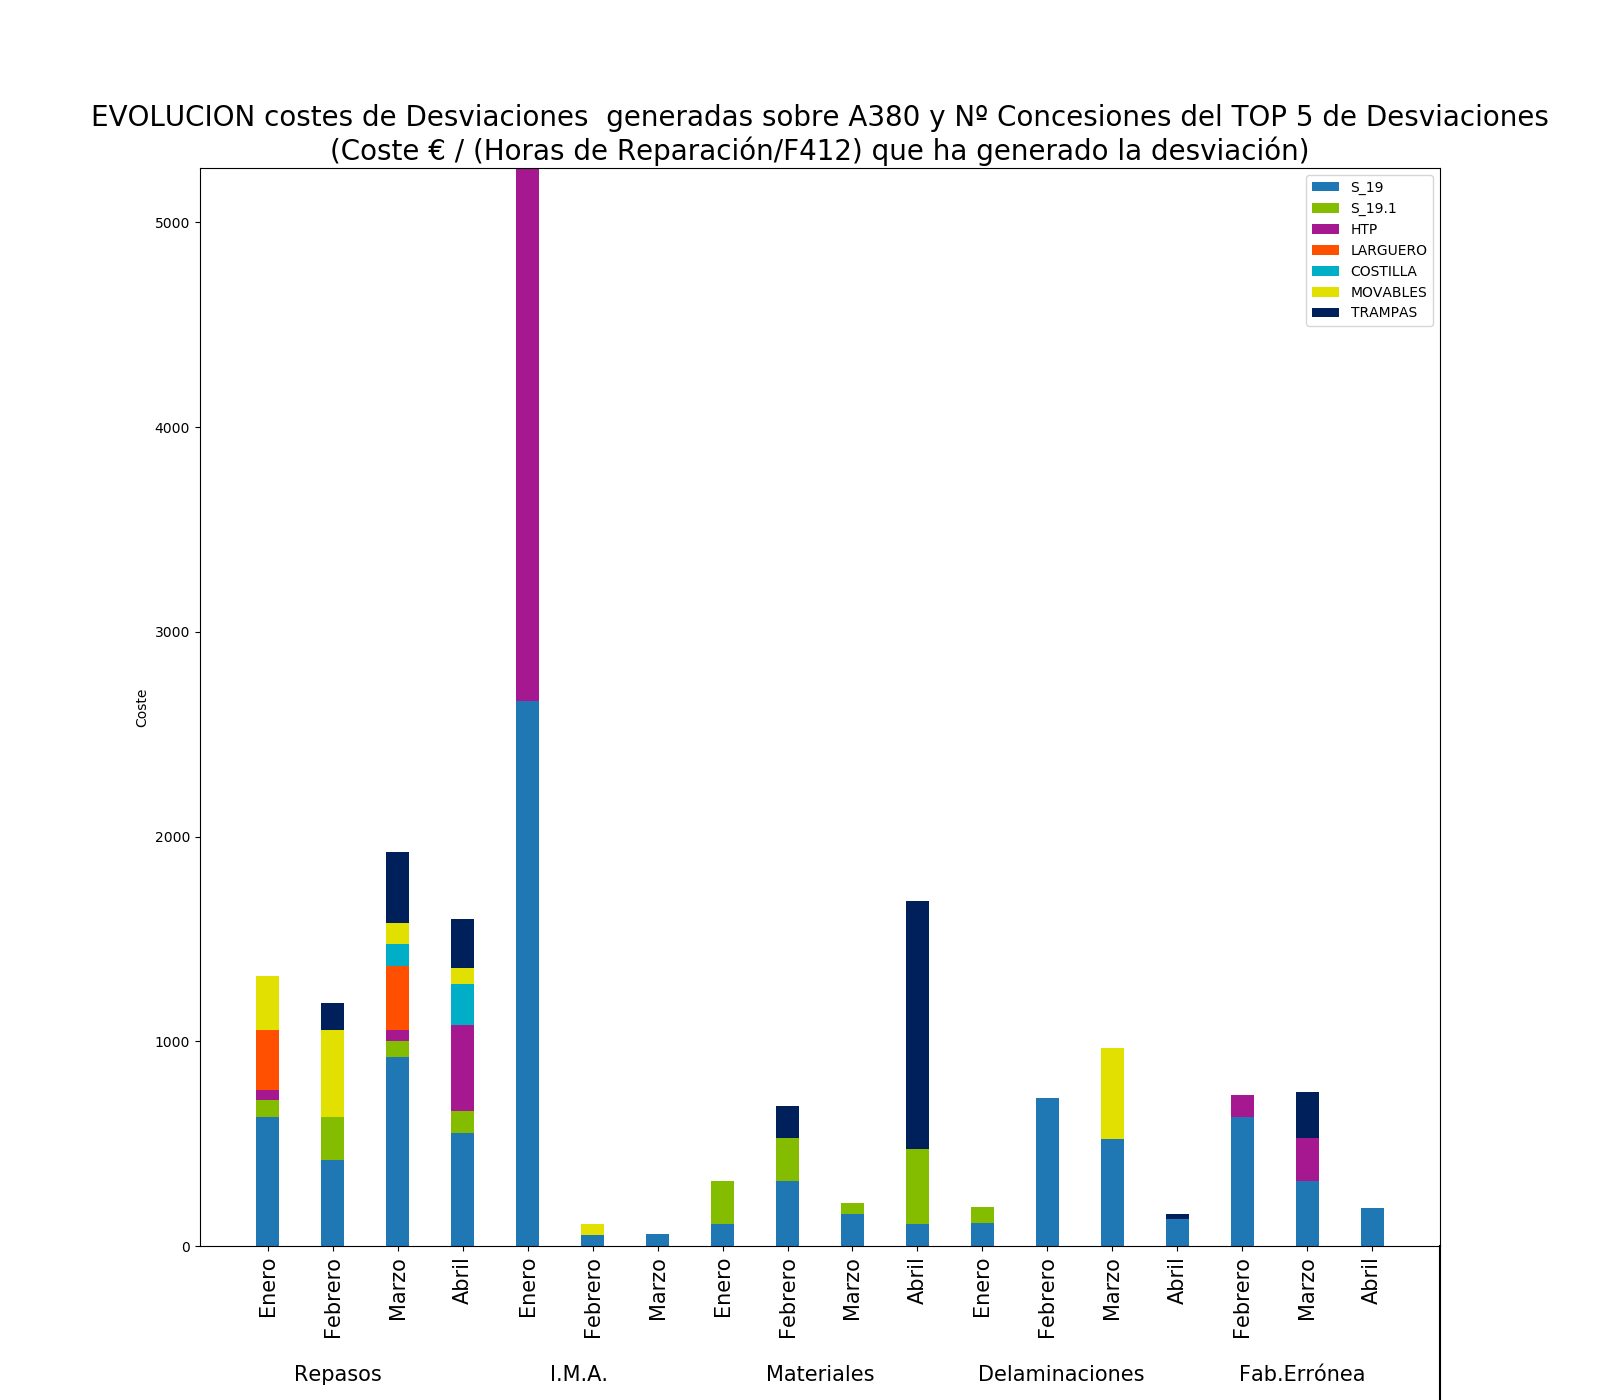 EVOLUCION costes de Desviaciones  generadas sobre A380 y Nº Concesiones del TOP 5 de Desviaciones
(Coste € / (Horas de Reparación/F412) que ha generado la desviación)
S_19
S_19.1
HTP
LARGUERO
COSTILLA
MOVABLES
TRAMPAS
5000
4000
3000
2000
1000
0
Coste
Enero
Febrero
Marzo
Abril
Enero
Febrero
Marzo
Enero
Febrero
Marzo
Abril
Enero
Febrero
Marzo
Abril
Febrero
Marzo
Abril
Repasos
I.M.A.
Materiales
Delaminaciones
Fab.Errónea